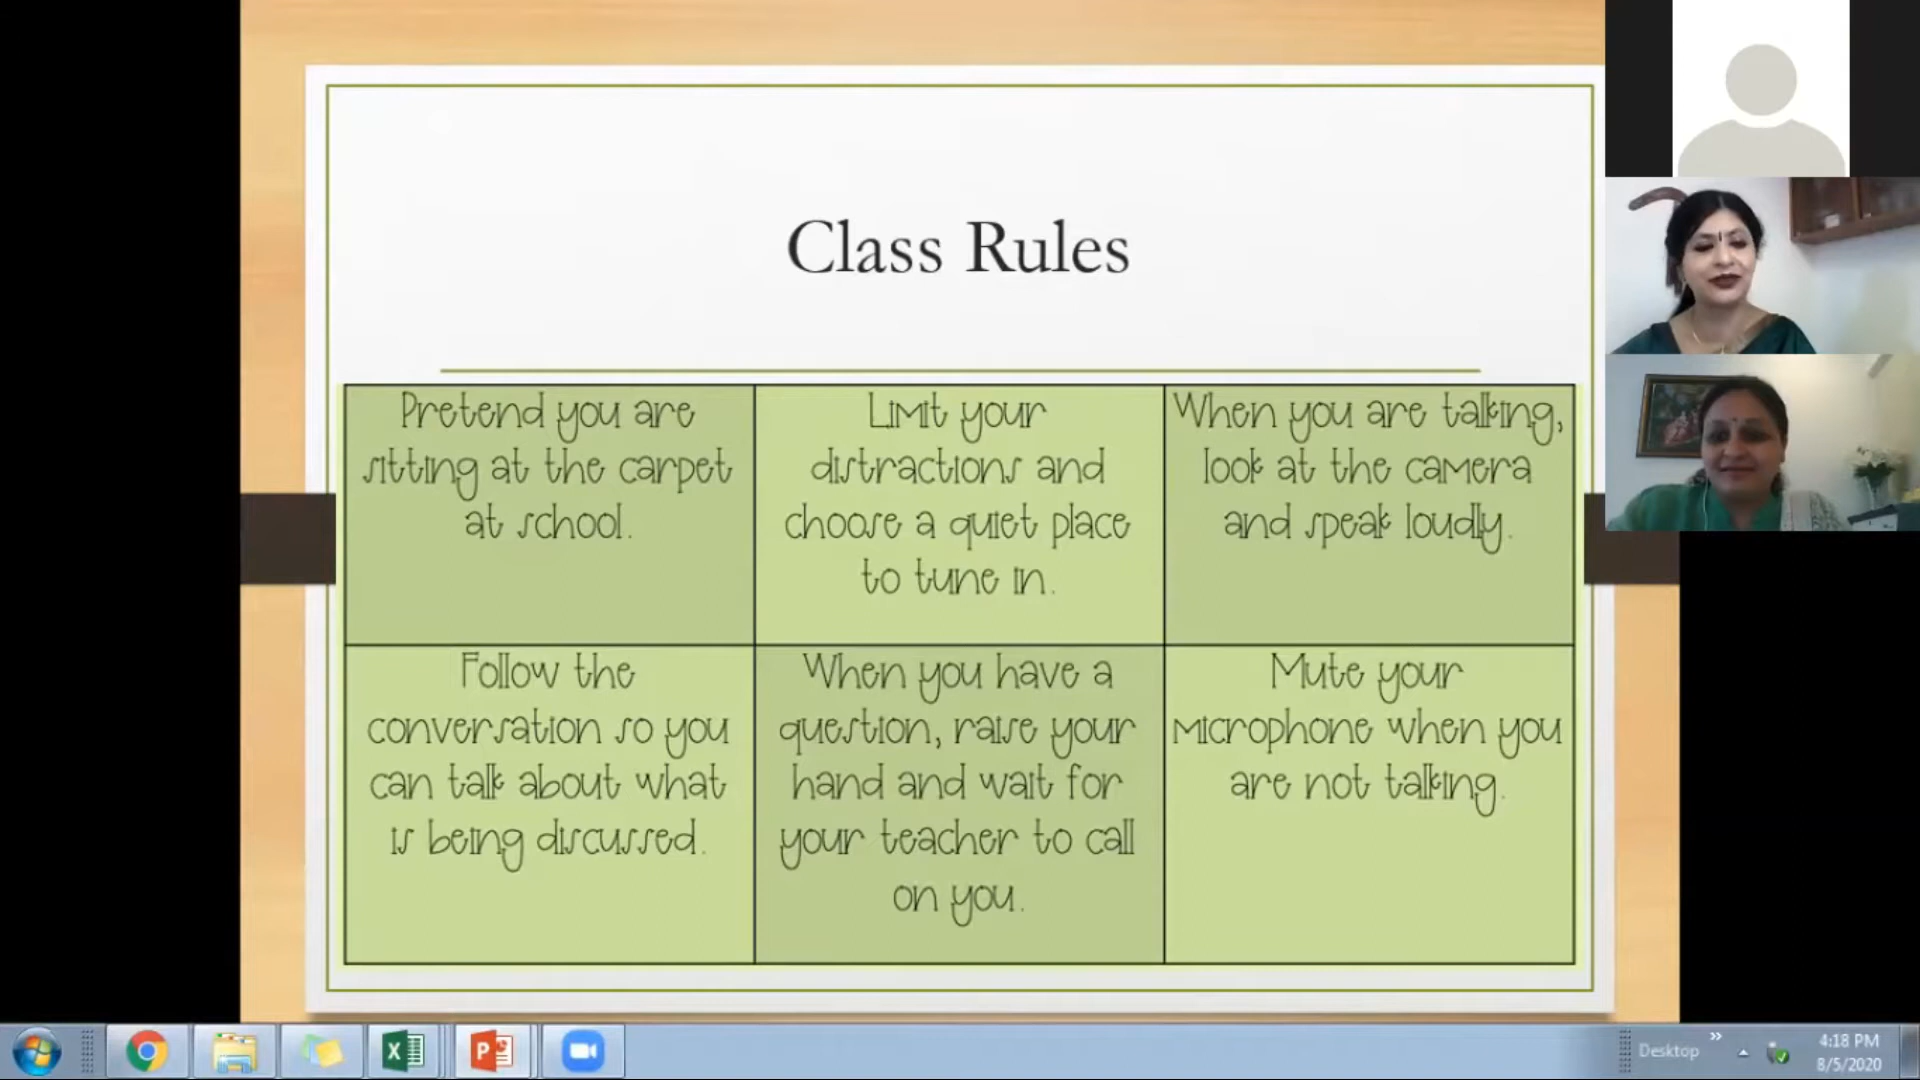 Class Rules
Pretend you are
sitting at the carpet
at school.
Limit your
distractions and
choose a quiet place
to tune in.
When you are talking,
look at the camera
and speak loudly.
Follow the
conversation so you
can talk about what
is being discussed.
When you have a
question, raise your
hand and wait for
your teacher to call
on you.
Mute your
microphone when you
are not talking.
Desktop
4:18 PM
8/5/2020